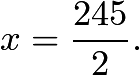 x = \frac{245}{2}.